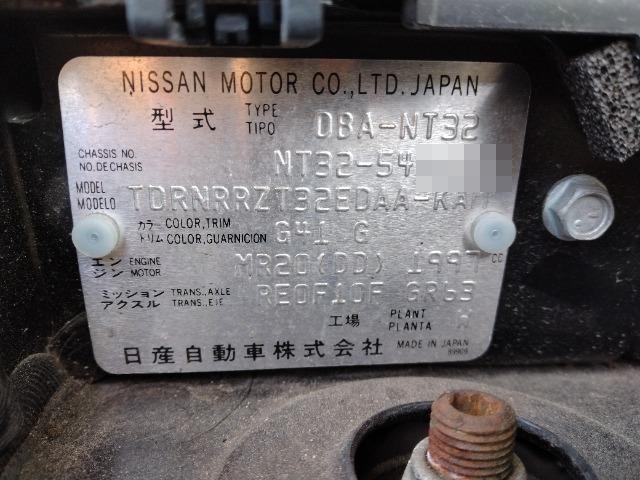 NISSAN MOTOR CO.,LTD. JAPAN
型式 TYPE TIPO DBA-NT32
CHASSIS NO. NO. DE CHASIS NT32-54
MODEL MODELO TDRNRRZT32EDAA-KA
カラー COLOR,TRIM トリム COLOR,GUARNICION G41 G
エンジン ENGINE MOTOR MR20(DD) 1997 CC
ミッション アクスル TRANS.,AXLE TRANS.,EJE RE0F10F GR63
工場 PLANT PLANTA
日産自動車株式会社 MADE IN JAPAN